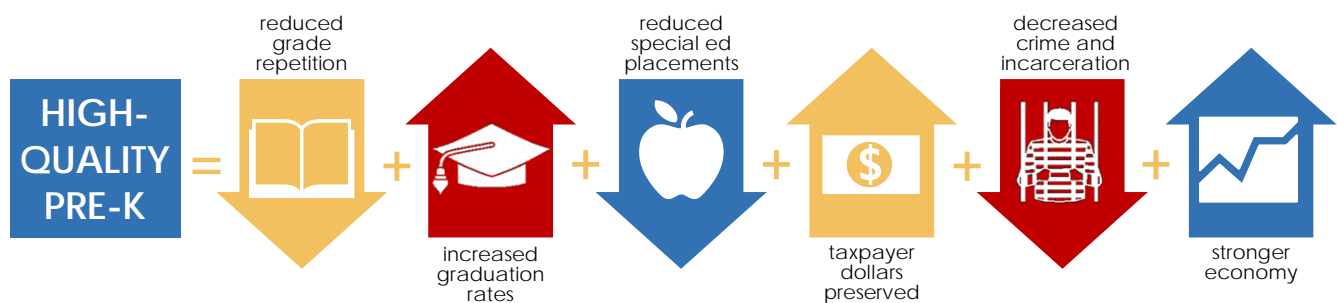 HIGH-
QUALITY
PRE-K
=
reduced
grade
repetition
+
increased
graduation
rates
+
reduced
special ed
placements
+
$
taxpayer
dollars
preserved
+
decreased
crime and
incarceration
+
stronger
economy